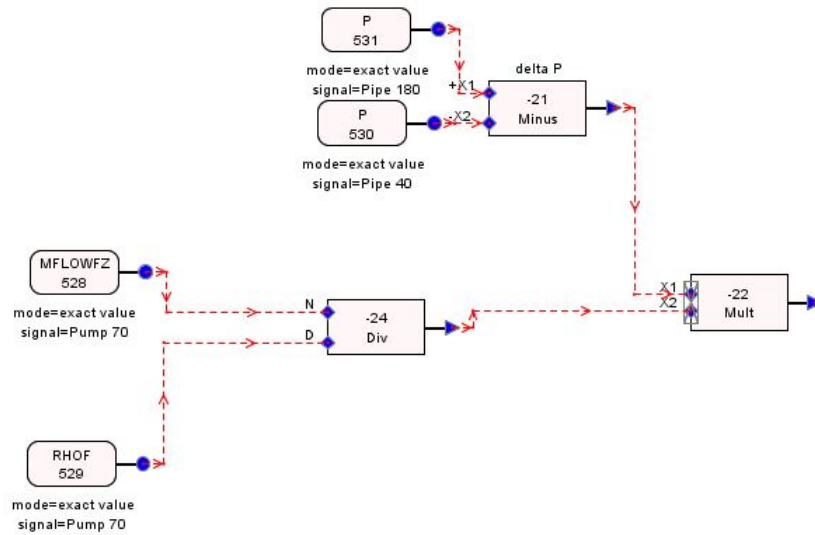 P
531
mode=exact value
signal=Pipe 180
delta P
+X1
-21
Minus
-X2
P
530
mode=exact value
signal=Pipe 40
MFLOWFZ
528
mode=exact value
signal=Pump 70
N
-24
Div
D
X1
X2
-22
Mult
RHOF
529
mode=exact value
signal=Pump 70